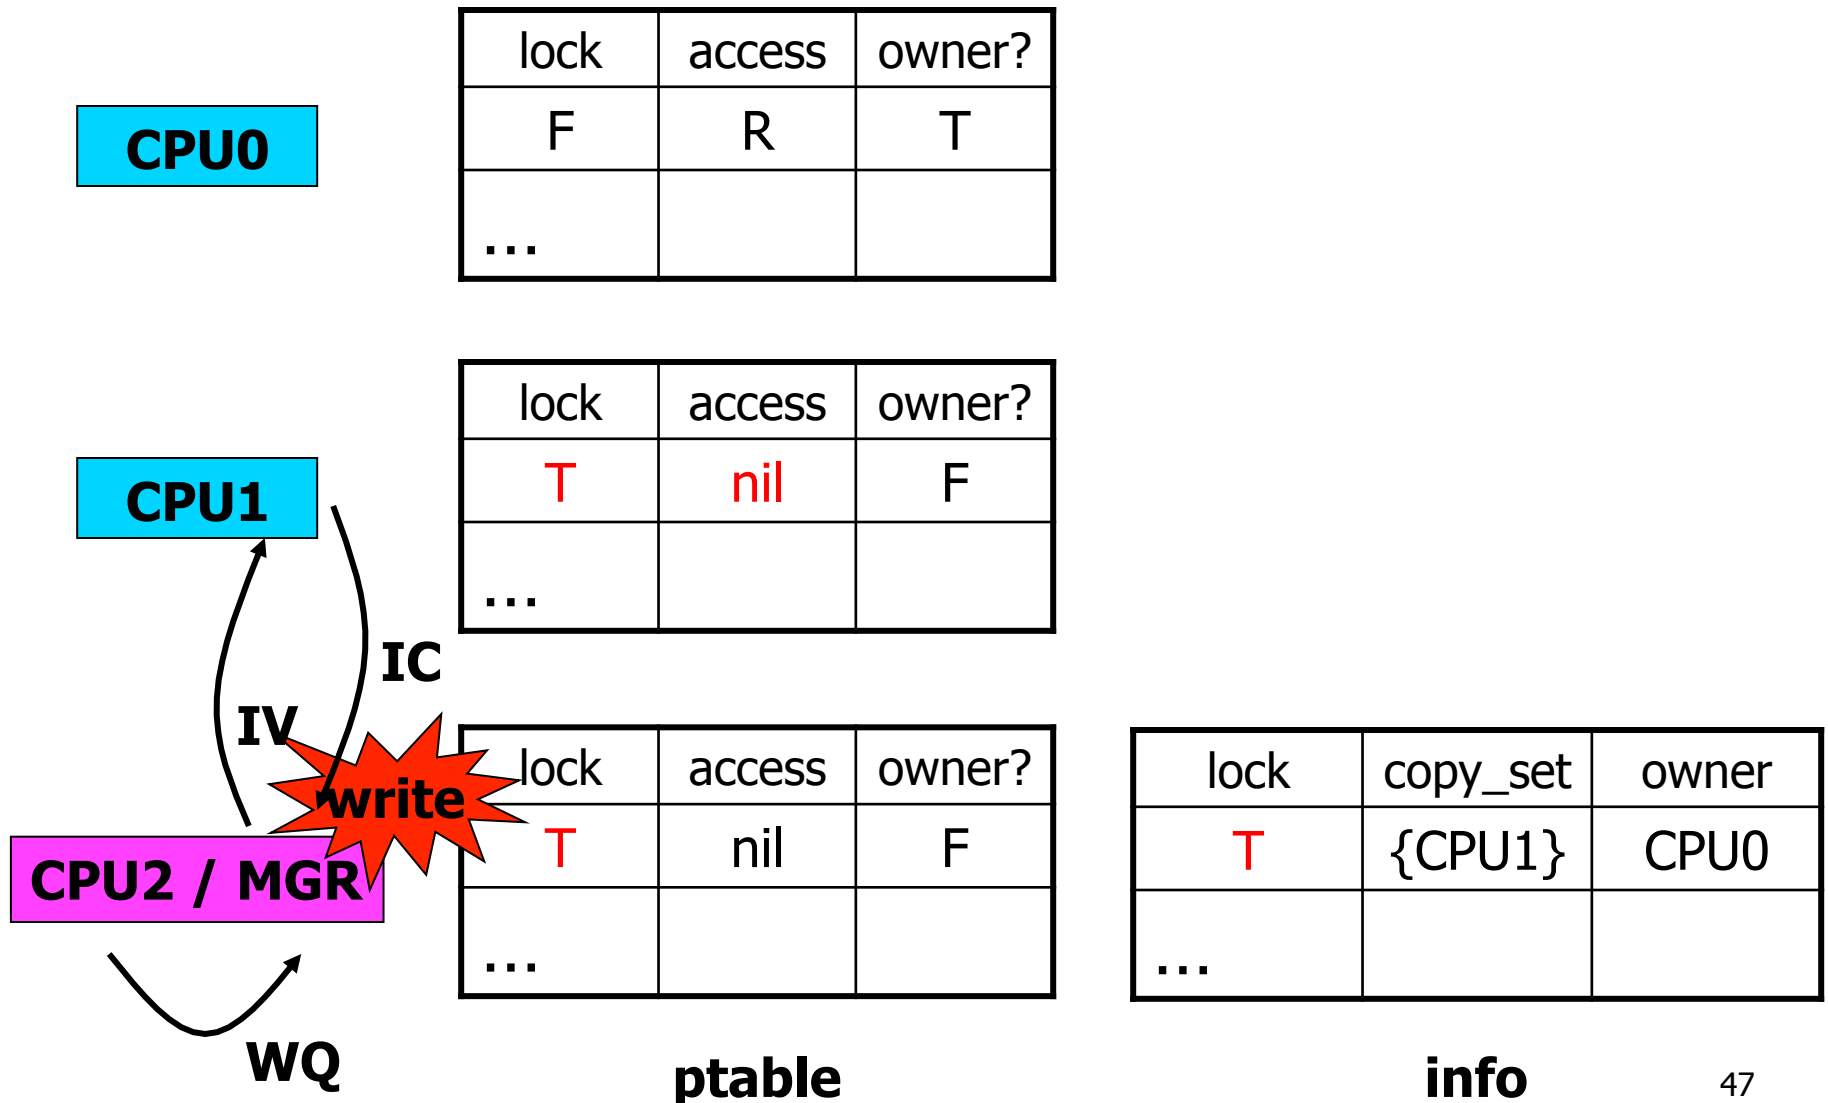 lock access owner?
CPU0
F R T
...
lock access owner?
CPU1
T nil F
...
IC
IV
write
lock access owner?
lock copy_set owner
CPU2 / MGR
T nil F
T {CPU1} CPU0
...
...
WQ
ptable
info
47